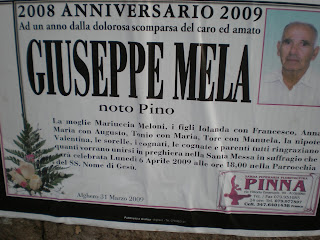 2008 ANNIVERSARIO 2009
Ad un anno dalla dolorosa scomparsa del caro ed amato
GIUSEPPE MELA
noto Pino
La moglie Mariuccia Meloni, i figli Iolanda con Francesco, Anna
Maria con Augusto, Tonio con Maria, Tore con Manuela, la nipote
Valentina, le sorelle, i cognati, le cognate e parenti tutti ringraziano
quanti vorranno unirsi in preghiera nella Santa Messa in suffragio che
sarà celebrata Lunedì 6 Aprile 2009 alle ore 18.00 nella Parrocchia
del SS. Nome di Gesù.
Alghero 31 Marzo 2009
PINNA